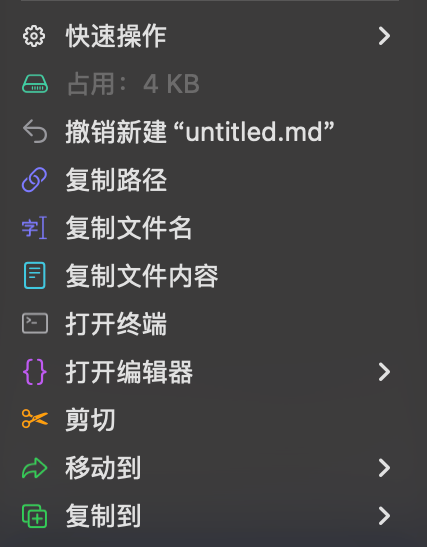 快速操作
占用：4 KB
撤销新建“untitled.md”
复制路径
字 复制文件名
复制文件内容
打开终端
打开编辑器
剪切
移动到
复制到